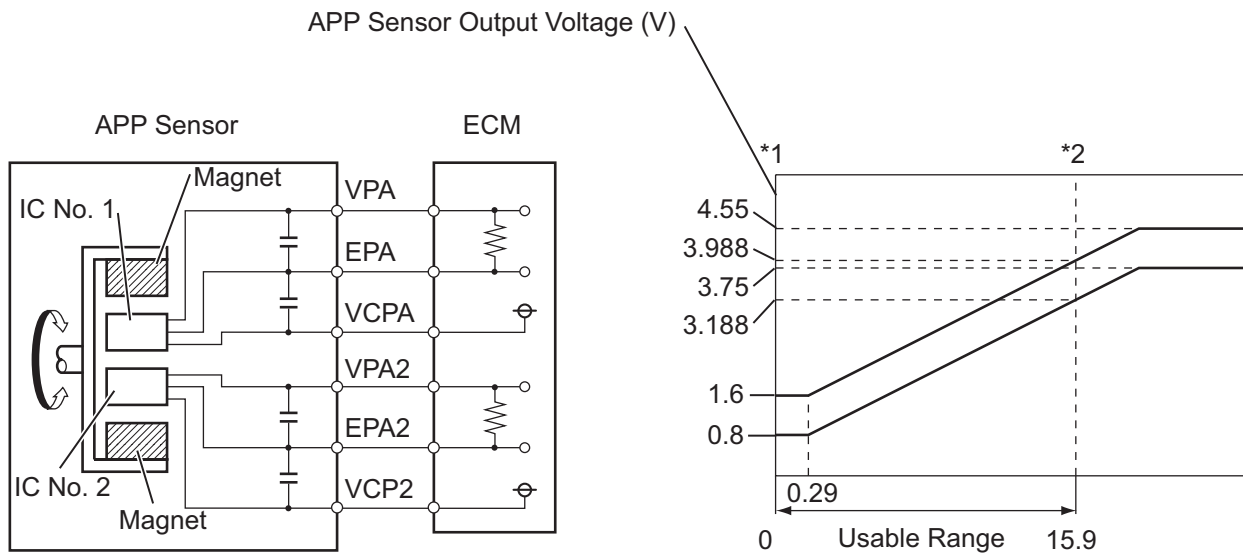 APP Sensor Output Voltage (V)
APP Sensor
ECM
Magnet
IC No. 1
VPA
EPA
VCPA
VPA2
EPA2
VCP2
IC No. 2
Magnet
*1
*2
4.55
3.988
3.75
3.188
1.6
0.8
0.29
0
Usable Range
15.9